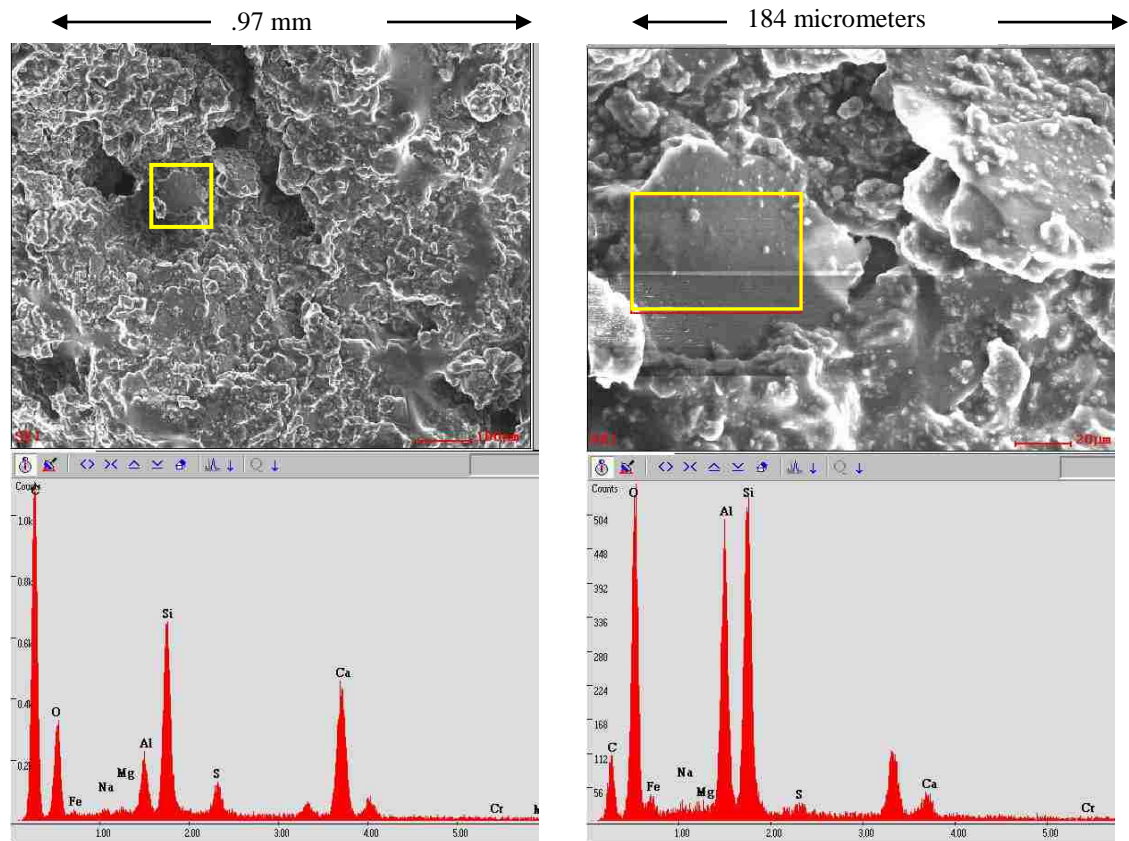 .97 mm
184 micrometers
SE1
100µm
SE1
20µm
Counts
C
1.0k
0.8k
Si
0.6k
Ca
0.4k
O
Al
0.2k
Mg
S
Na
Fe
Cr
1.00
2.00
3.00
4.00
5.00
Counts
O
Si
504
Al
448
392
336
280
224
168
C
112
Fe
Na
Ca
56
Mg
S
Cr
1.00
2.00
3.00
4.00
5.00